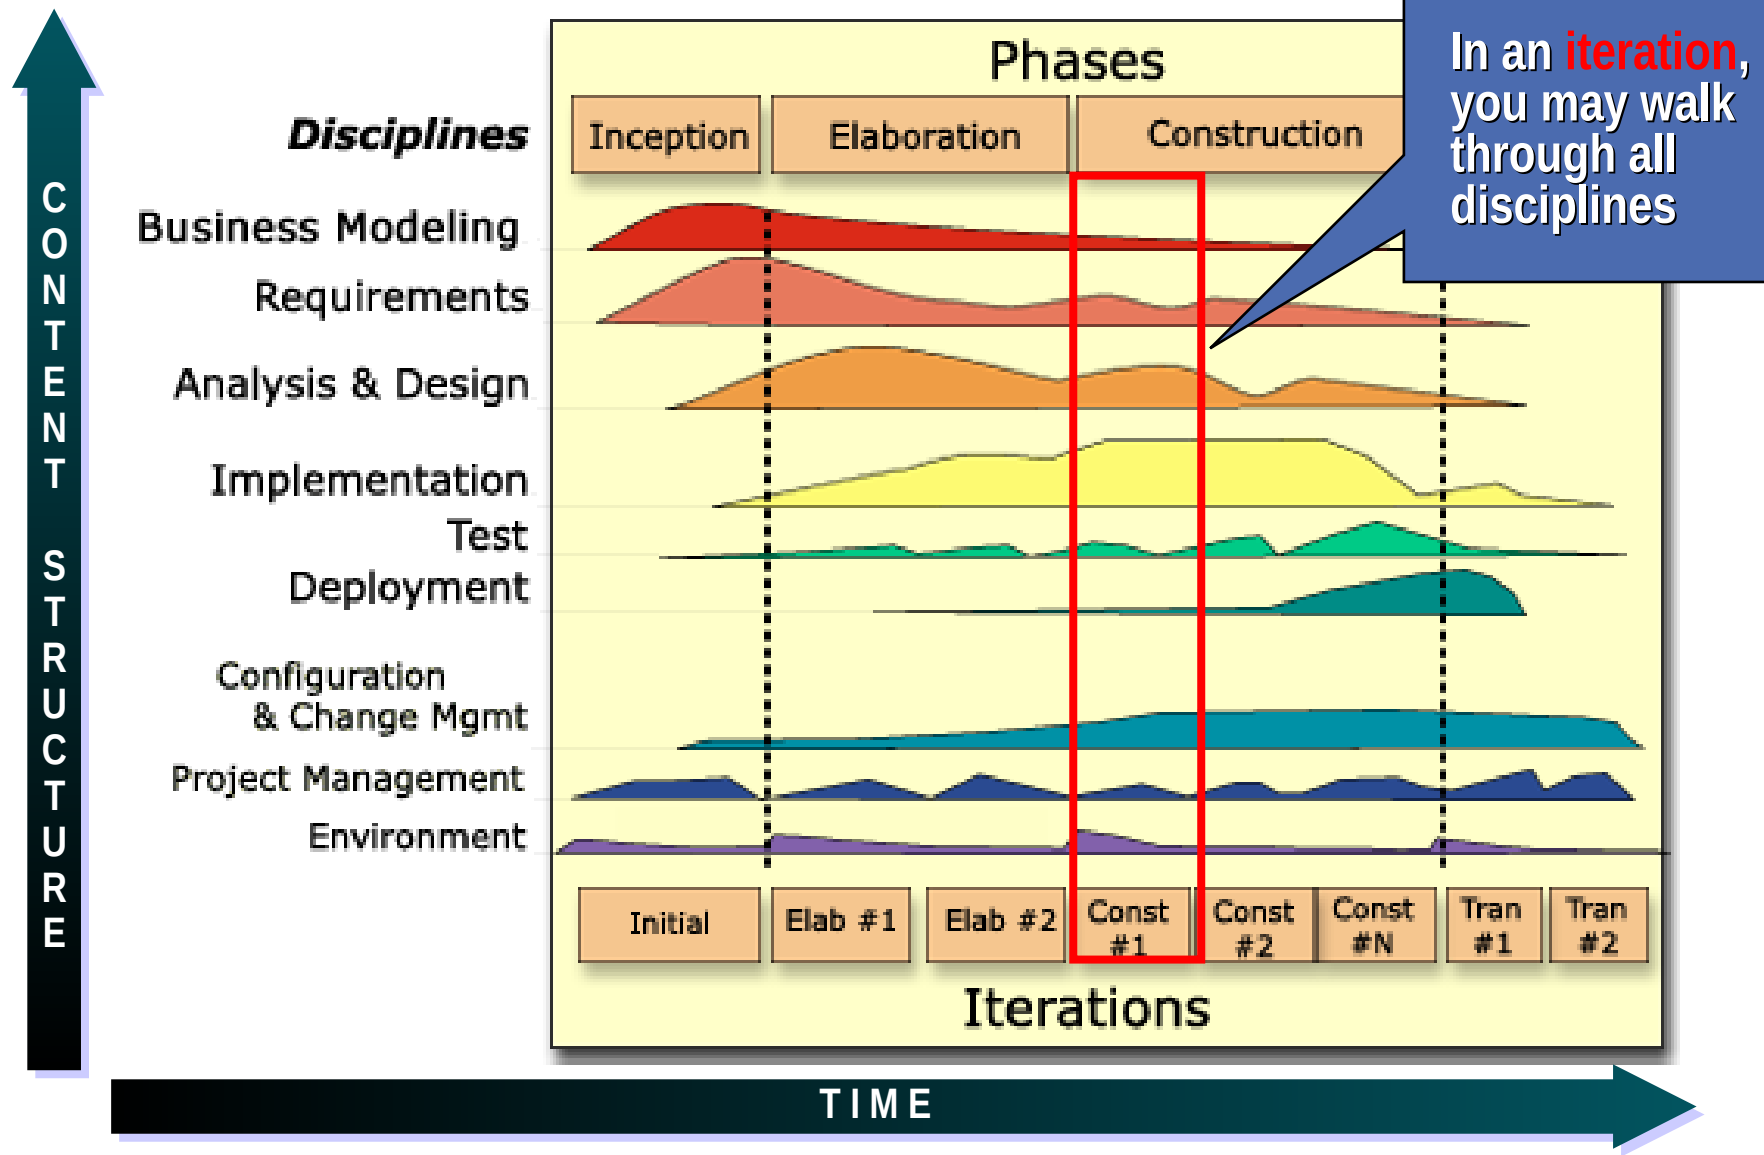 Phases
In an iteration,
you may walk
through all
disciplines
Disciplines
Inception
Elaboration
Construction
Business Modeling
Requirements
Analysis & Design
Implementation
Test
Deployment
Configuration
& Change Mgmt
Project Management
Environment
Initial
Elab #1
Elab #2
Const
#1
Const
#2
Const
#N
Tran
#1
Tran
#2
Iterations
CONTENT STRUCTURE
TIME